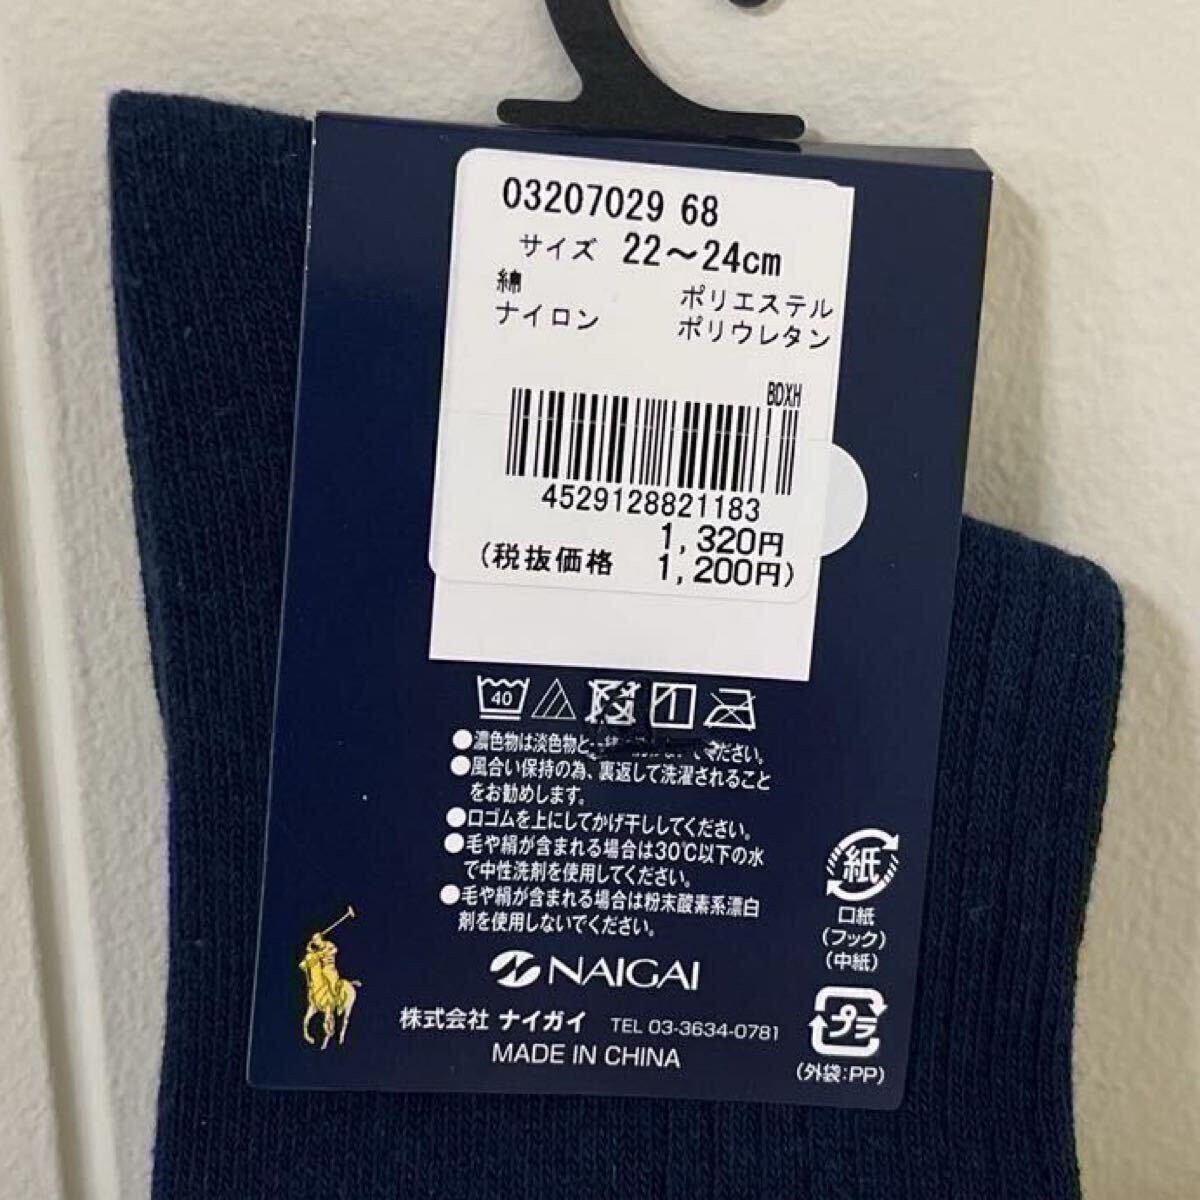 03207029 68
サイズ 22～24cm
綿 ポリエステル
ナイロン ポリウレタン
BDXH
4529128821183
1,320円
(税抜価格 1,200円)
40
●濃色物は淡色物と ください。
●風合い保持の為、裏返して洗濯されること
をお勧めします。
●口ゴムを上にしてかげ干ししてください。
●毛や絹が含まれる場合は30℃以下の水
で中性洗剤を使用してください。
●毛や絹が含まれる場合は粉末酸素系漂白
剤を使用しないでください。
NAIGAI
株式会社 ナイガイ TEL 03-3634-0781
MADE IN CHINA
紙
口紙
(フック)
(中紙)
プラ
(外袋:PP)